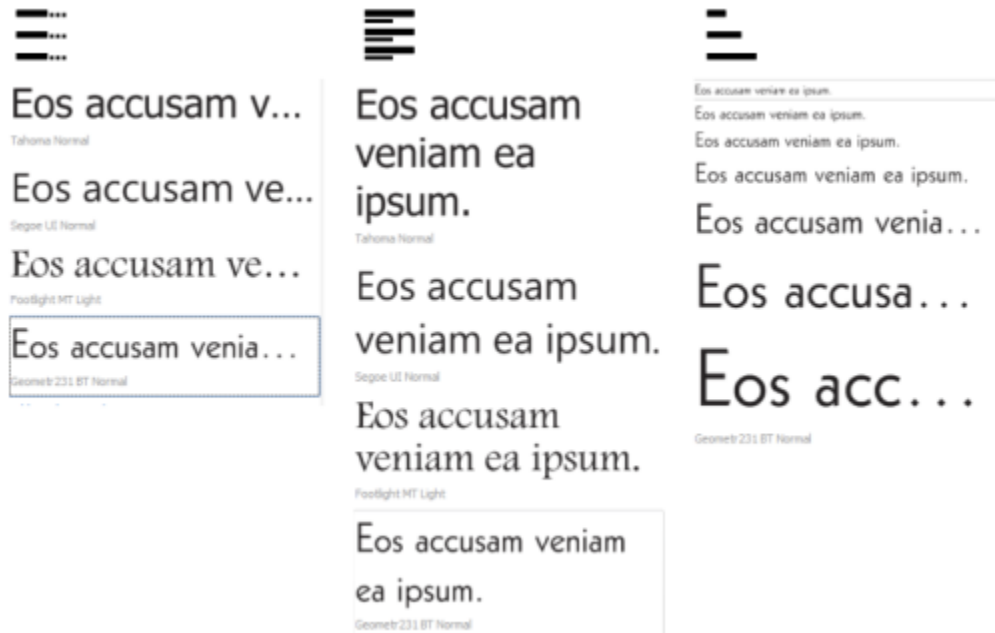 Eos accusam v...
Tahoma Normal
Eos accusam ve...
Segoe UI Normal
Eos accusam ve...
Footlight MT Light
Eos accusam venia...
Geometr231 BT Normal
Eos accusam
veniam ea
ipsum.
Tahoma Normal
Eos accusam
veniam ea ipsum.
Segoe UI Normal
Eos accusam
veniam ea ipsum.
Footlight MT Light
Eos accusam veniam
ea ipsum.
Geometr231 BT Normal
Eos accusam veniam ea ipsum.
Eos accusam veniam ea ipsum.
Eos accusam veniam ea ipsum.
Eos accusam veniam ea ipsum.
Eos accusam venia...
Eos accusa...
Eos acc...
Geometr231 BT Normal